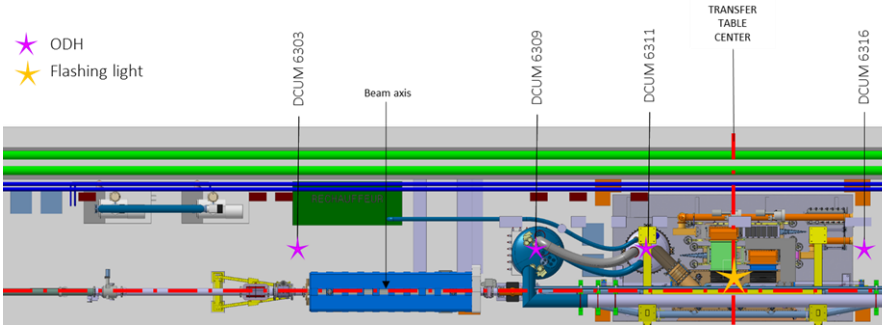 TRANSFER
TABLE
CENTER
ODH
Flashing light
DCUM 6303
DCUM 6309
DCUM 6311
DCUM 6316
Beam axis